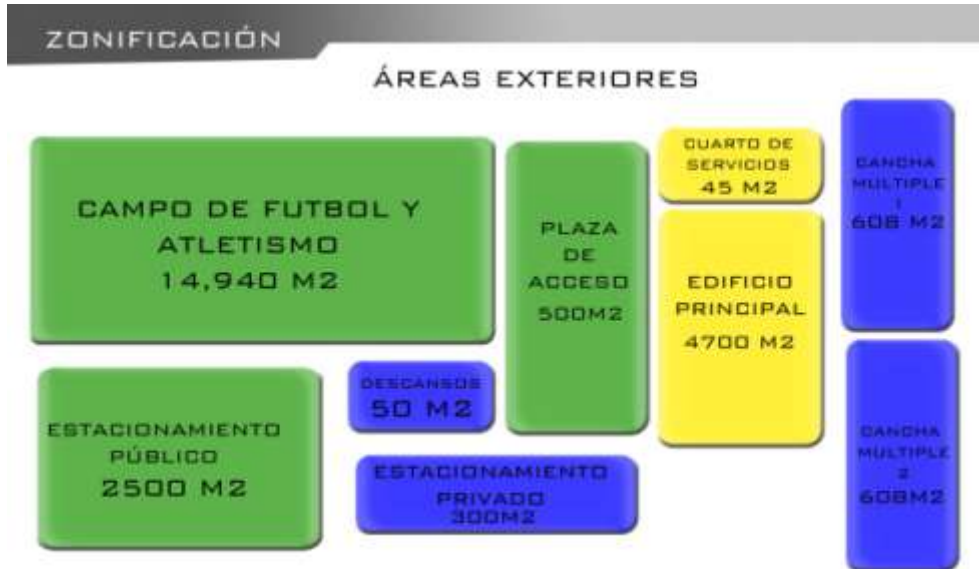 ZONIFICACIÓN
ÁREAS EXTERIORES
CAMPO DE FUTBOL Y
ATLETISMO
14,940 M2
PLAZA
DE
ACCESO
500M2
CUARTO DE
SERVICIOS
45 M2
EDIFICIO
PRINCIPAL
4700 M2
CANCHA
MULTIPLE
1
608 M2
CANCHA
MULTIPLE
2
608M2
ESTACIONAMIENTO
PÚBLICO
2500 M2
DESCANSOS
50 M2
ESTACIONAMIENTO
PRIVADO
300M2